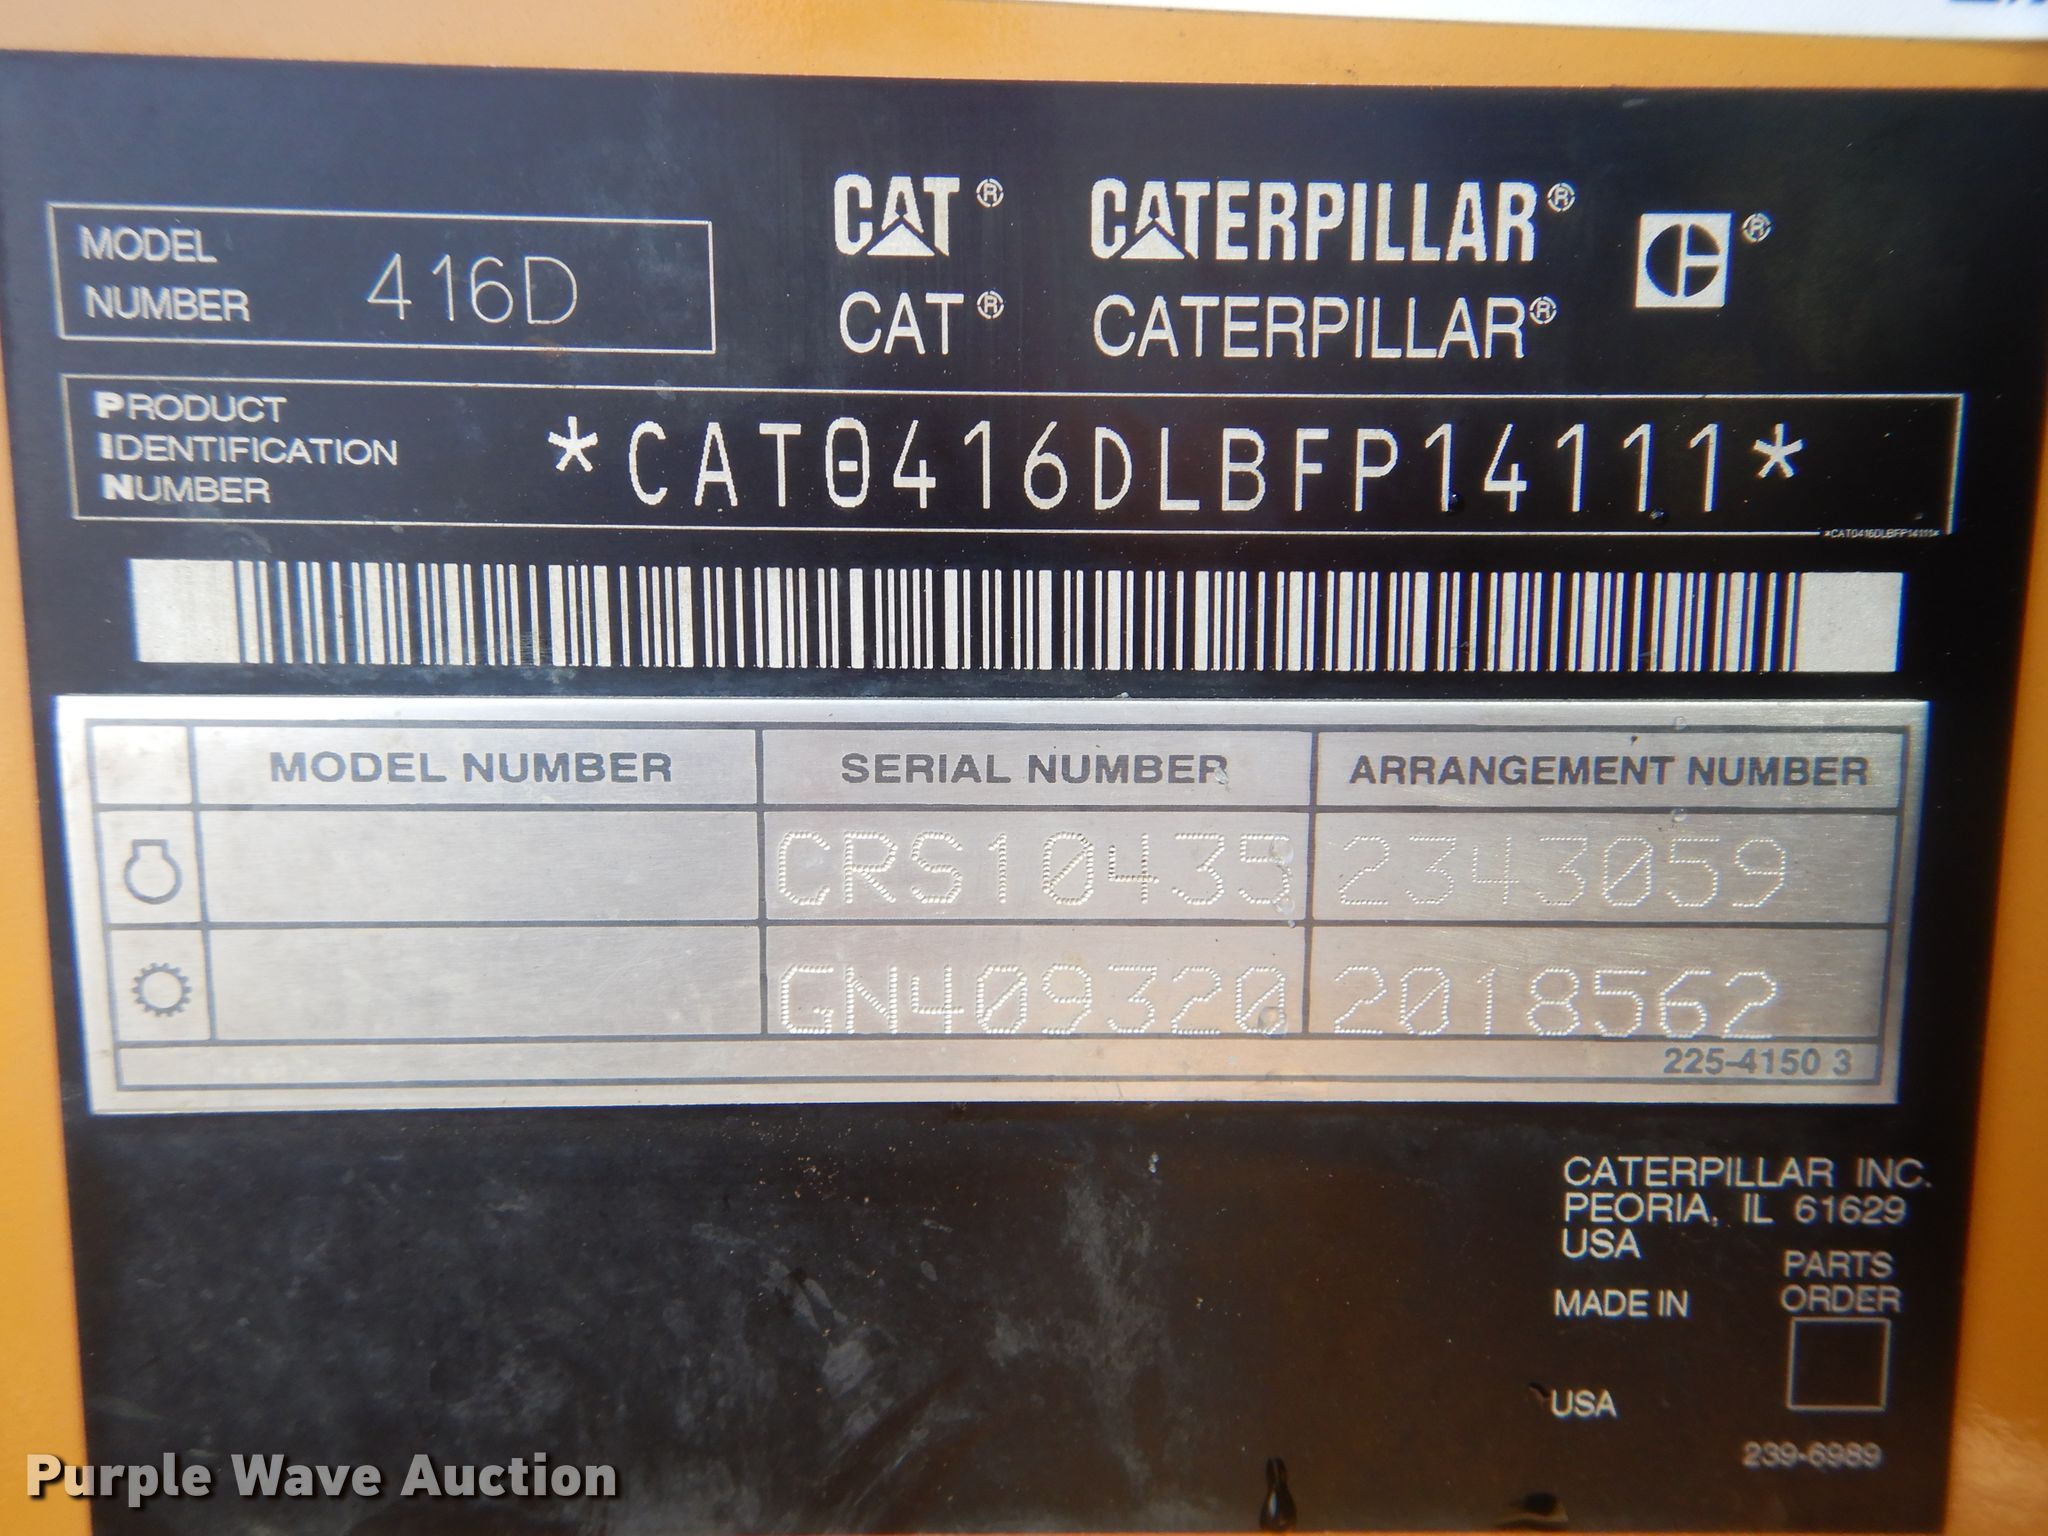 MODEL NUMBER 416D
CAT® CATERPILLAR® ®
CAT® CATERPILLAR®
PRODUCT IDENTIFICATION NUMBER *CAT0416DLBFP14111*
*CAT0416DLBFP14111*
MODEL NUMBER SERIAL NUMBER ARRANGEMENT NUMBER
CRS10435 2343059
GN409320 2018562
225-4150 3
CATERPILLAR INC.
PEORIA, IL 61629
USA
PARTS ORDER
MADE IN
USA
239-6989
Purple Wave Auction